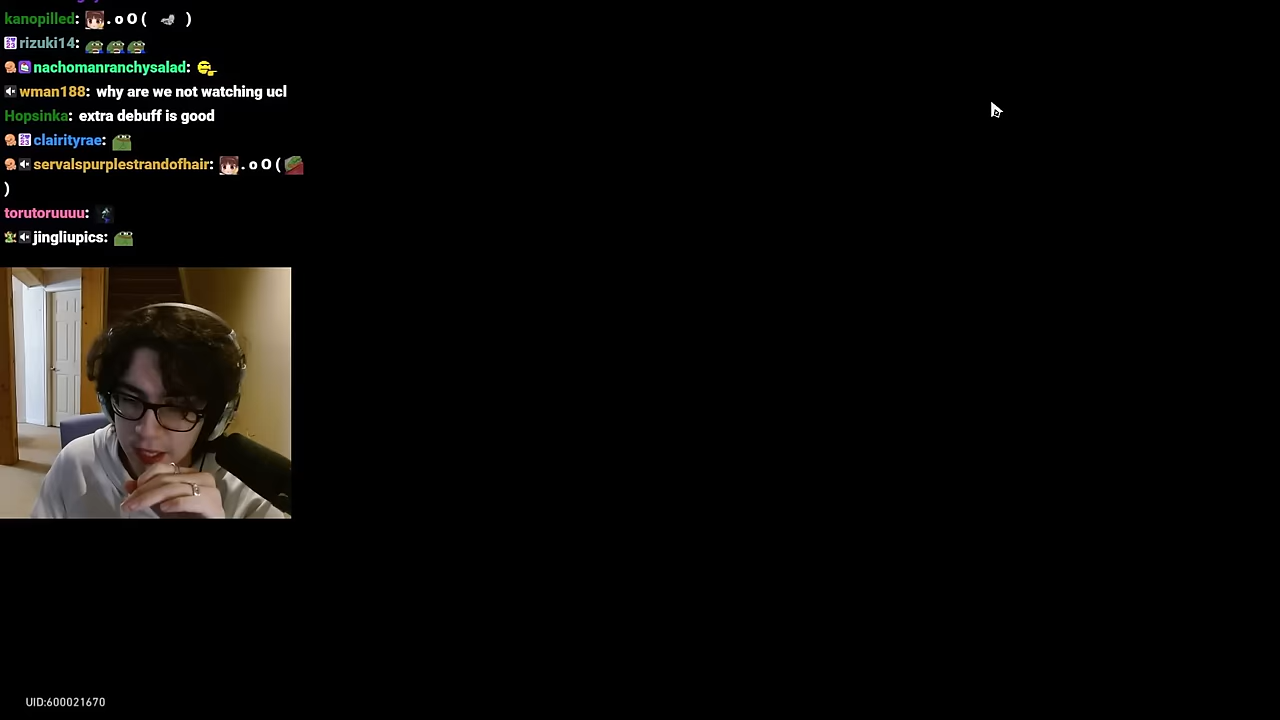 kanopilled: . o O ( )
rizuki14:
nachomanranchysalad:
wman188: why are we not watching ucl
Hopsinka: extra debuff is good
clairityrae:
servalspurplestrandofhair: . o O (
)
torutoruuuu:
jingliupics:
UID:600021670